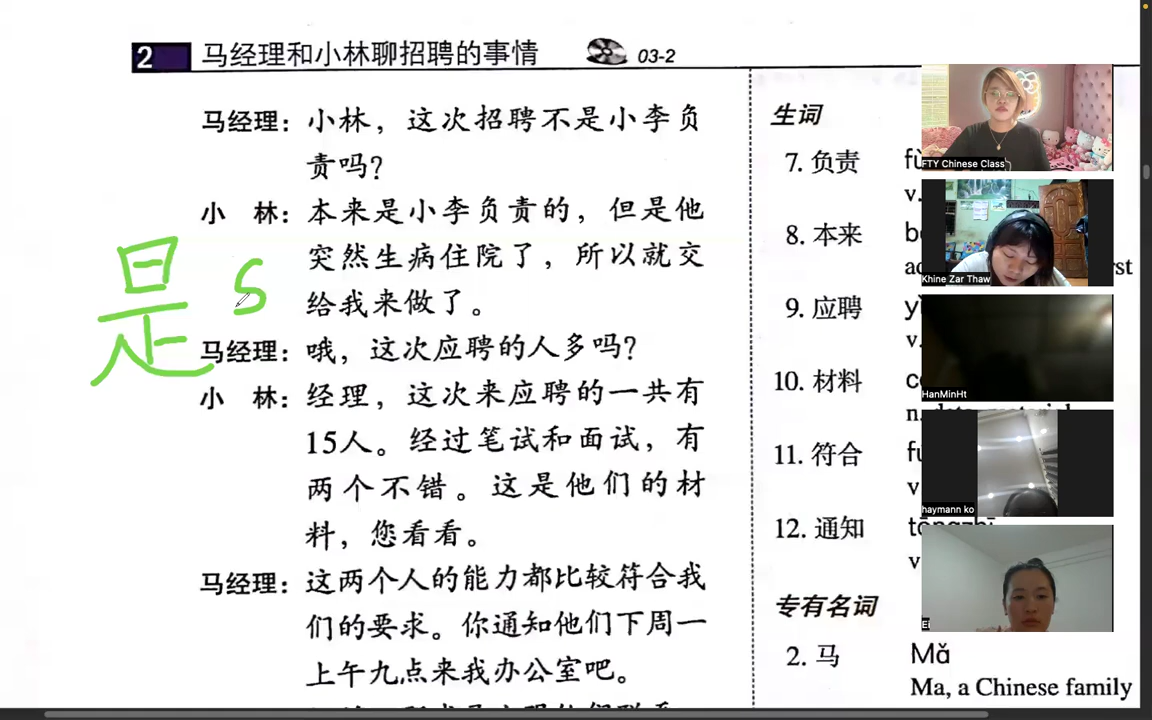 2 马经理和小林聊招聘的事情 03-2
马经理：小林，这次招聘不是小李负
责吗？
小 林：本来是小李负责的，但是他
突然生病住院了，所以就交
给我来做了。
马经理：哦，这次应聘的人多吗？
小 林：经理，这次来应聘的一共有
15人。经过笔试和面试，有
两个不错。这是他们的材
料，您看看。
马经理：这两个人的能力都比较符合我
们的要求。你通知他们下周一
上午九点来我办公室吧。
是 S
生词
7. 负责
v.
8. 本来
9. 应聘
v.
10. 材料
n.
11. 符合
v
12. 通知 tōngzhī
v
专有名词
2. 马 Mǎ
Ma, a Chinese family
FTY Chinese Class
Khine Zar Thaw
HanMinHt
haymann ko